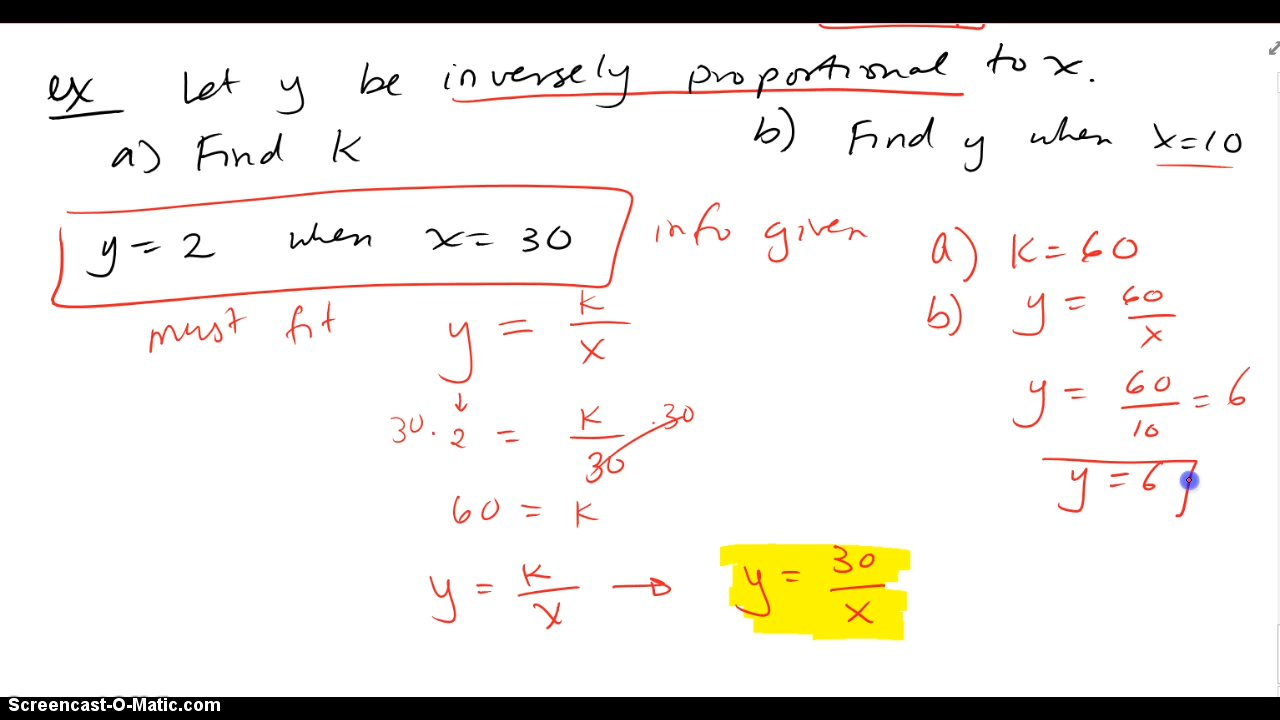 ex Let y be inversely proportional to x.
a) Find k
b) Find y when x=10
y = 2 when x = 30
info given
must fit
y = k/x
30 · 2 = k/30 · 30
60 = k
y = k/x → y = 30/x
a) k = 60
b) y = 60/x
y = 60/10 = 6
y = 6
Screencast-O-Matic.com